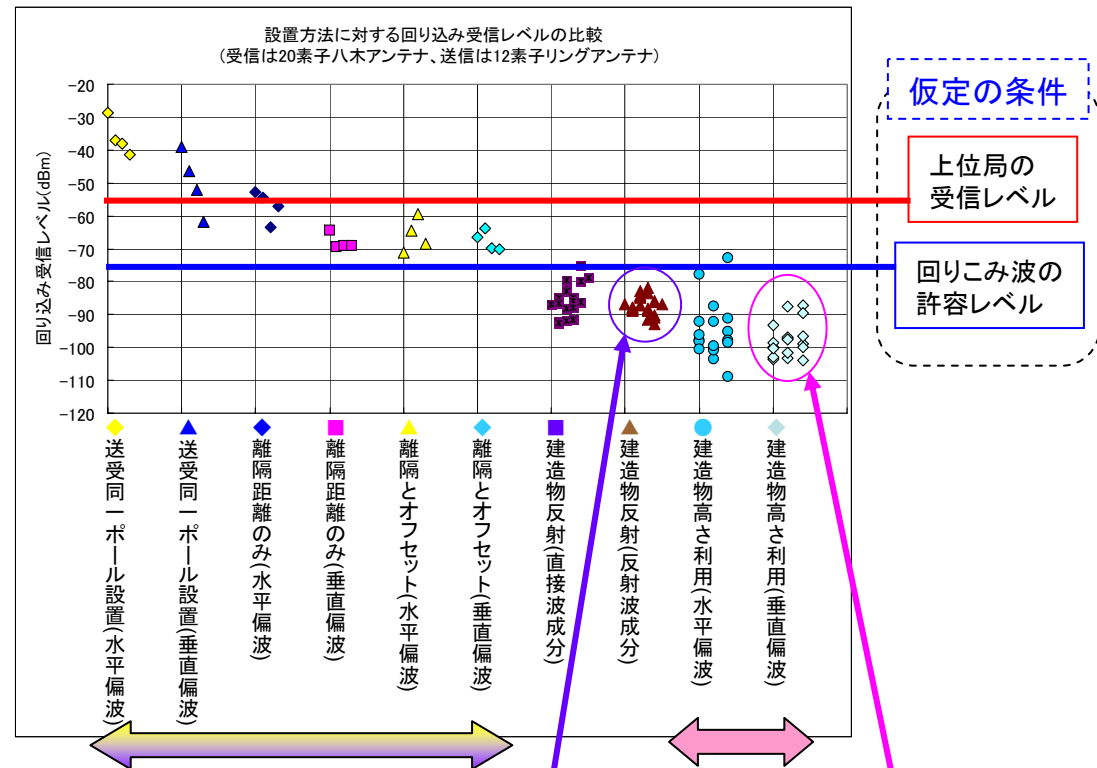 設置方法に対する回り込み受信レベルの比較
(受信は20素子八木アンテナ、送信は12素子リングアンテナ)
回り込み受信レベル(dBm)
-20
-30
-40
-50
-60
-70
-80
-90
-100
-110
-120
送受同一ポール設置(水平偏波)
送受同一ポール設置(垂直偏波)
離隔距離のみ(水平偏波)
離隔距離のみ(垂直偏波)
離隔とオフセット(水平偏波)
離隔とオフセット(垂直偏波)
建造物反射(直接波成分)
建造物反射(反射波成分)
建造物高さ利用(水平偏波)
建造物高さ利用(垂直偏波)
仮定の条件
上位局の
受信レベル
回りこみ波の
許容レベル